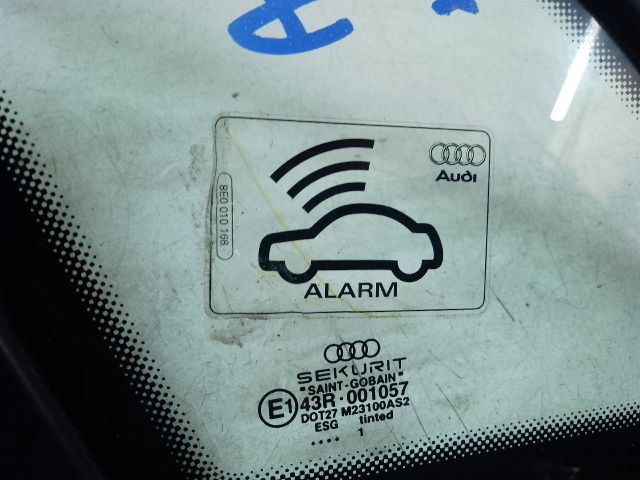 A
Audi
8E0 010 168
ALARM
SEKURIT
"SAINT-GOBAIN"
E1 43R-001057
DOT27 M23100AS2
ESG tinted
.... 1